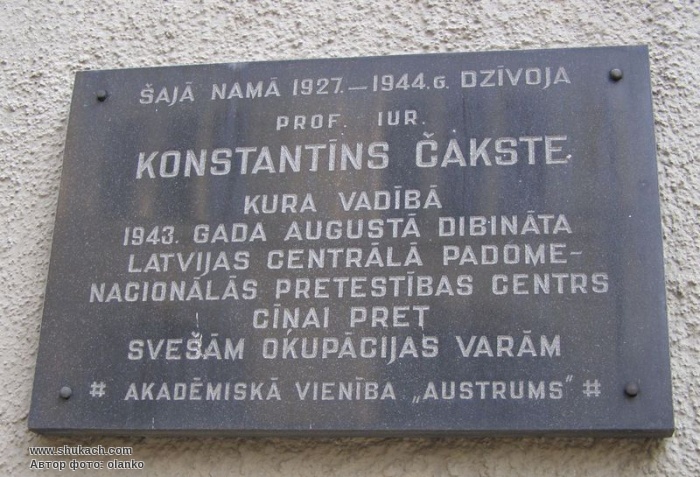 ŠAJĀ NAMĀ 1927.—1944.G. DZĪVOJA
PROF. IUR.
KONSTANTĪNS ČAKSTE
KURA VADĪBĀ
1943. GADA AUGUSTĀ DIBINĀTA
LATVIJAS CENTRĀLĀ PADOME-
NACIONĀLĀS PRETESTĪBAS CENTRS
CĪŅAI PRET
SVEŠĀM OKUPĀCIJAS VARĀM
# AKADĒMISKĀ VIENĪBA „AUSTRUMS" #
www.shukach.com
Автор фото: olanko